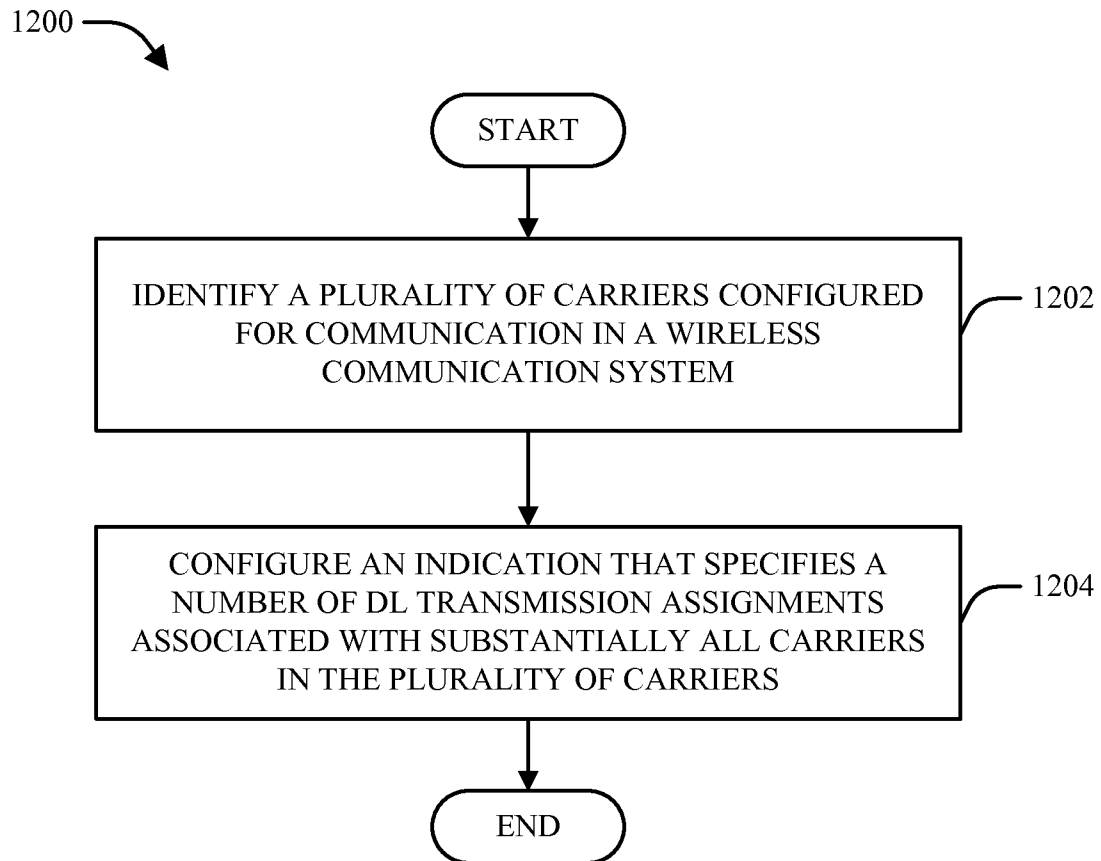 1200
START
IDENTIFY A PLURALITY OF CARRIERS CONFIGURED
FOR COMMUNICATION IN A WIRELESS
COMMUNICATION SYSTEM
1202
CONFIGURE AN INDICATION THAT SPECIFIES A
NUMBER OF DL TRANSMISSION ASSIGNMENTS
ASSOCIATED WITH SUBSTANTIALLY ALL CARRIERS
IN THE PLURALITY OF CARRIERS
1204
END